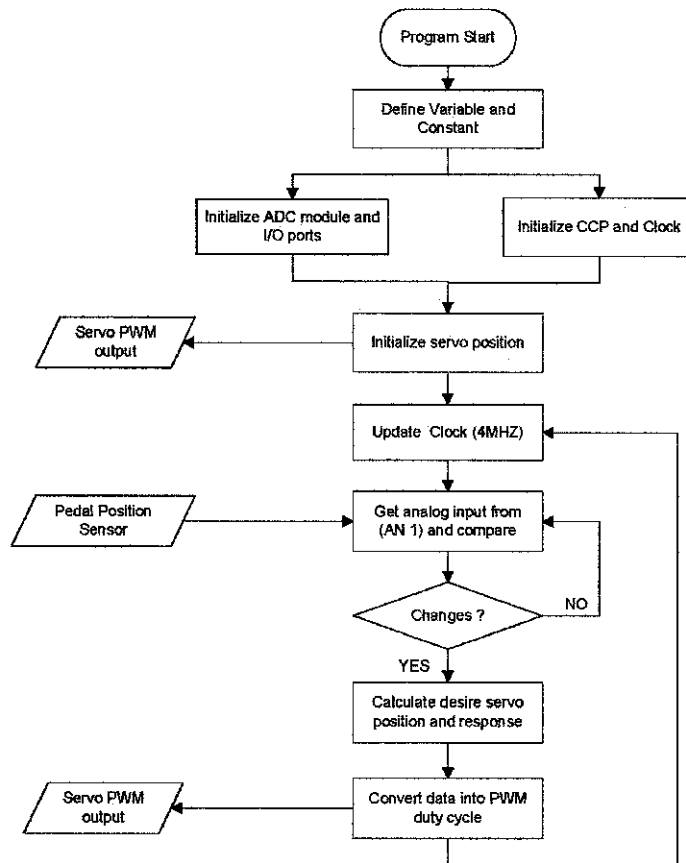 Program Start
Define Variable and
Constant
Initialize ADC module and
I/O ports
Initialize CCP and Clock
Servo PWM
output
Initialize servo position
Update Clock (4MHZ)
Pedal Position
Sensor
Get analog input from
(AN 1) and compare
Changes ?
NO
YES
Calculate desire servo
position and response
Servo PWM
output
Convert data into PWM
duty cycle